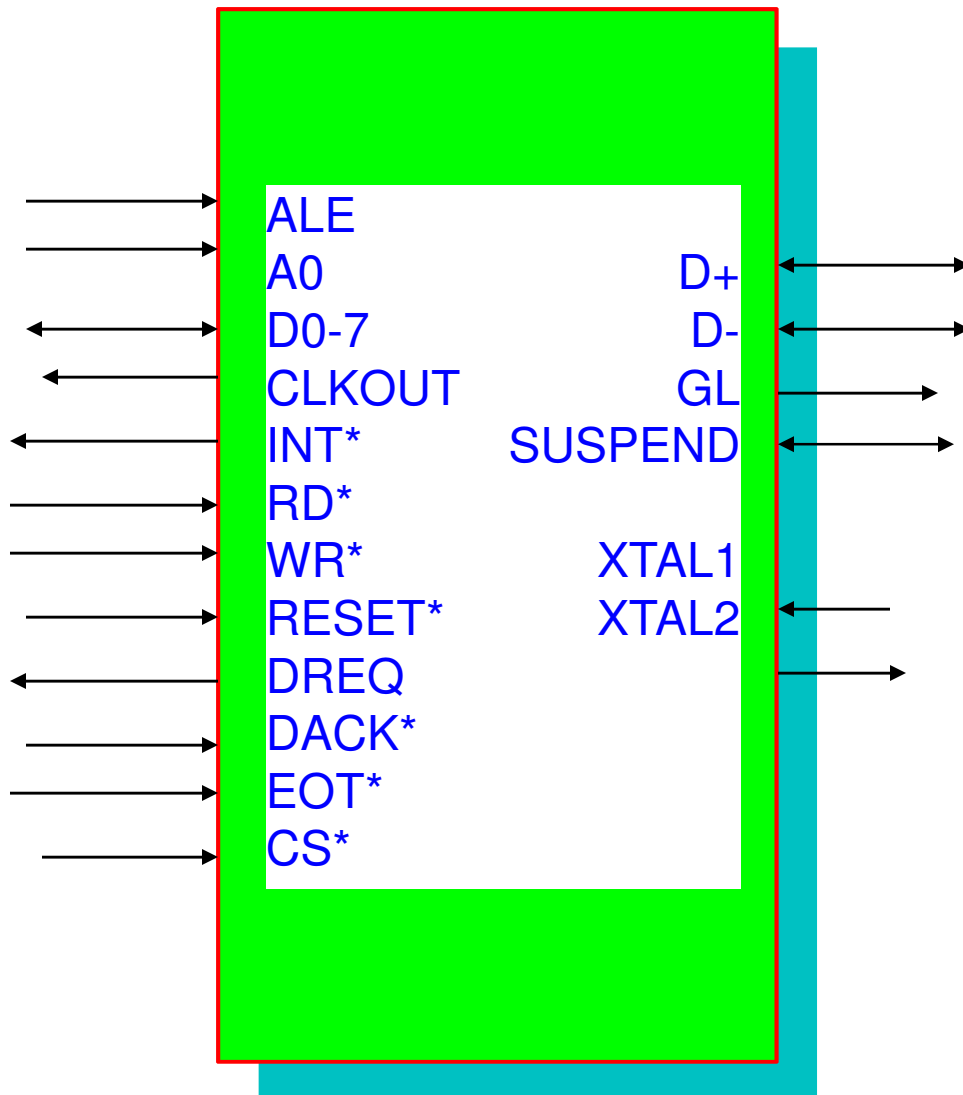 ALE
A0
D0-7
CLKOUT
INT*
RD*
WR*
RESET*
DREQ
DACK*
EOT*
CS*
D+
D-
GL
SUSPEND
XTAL1
XTAL2